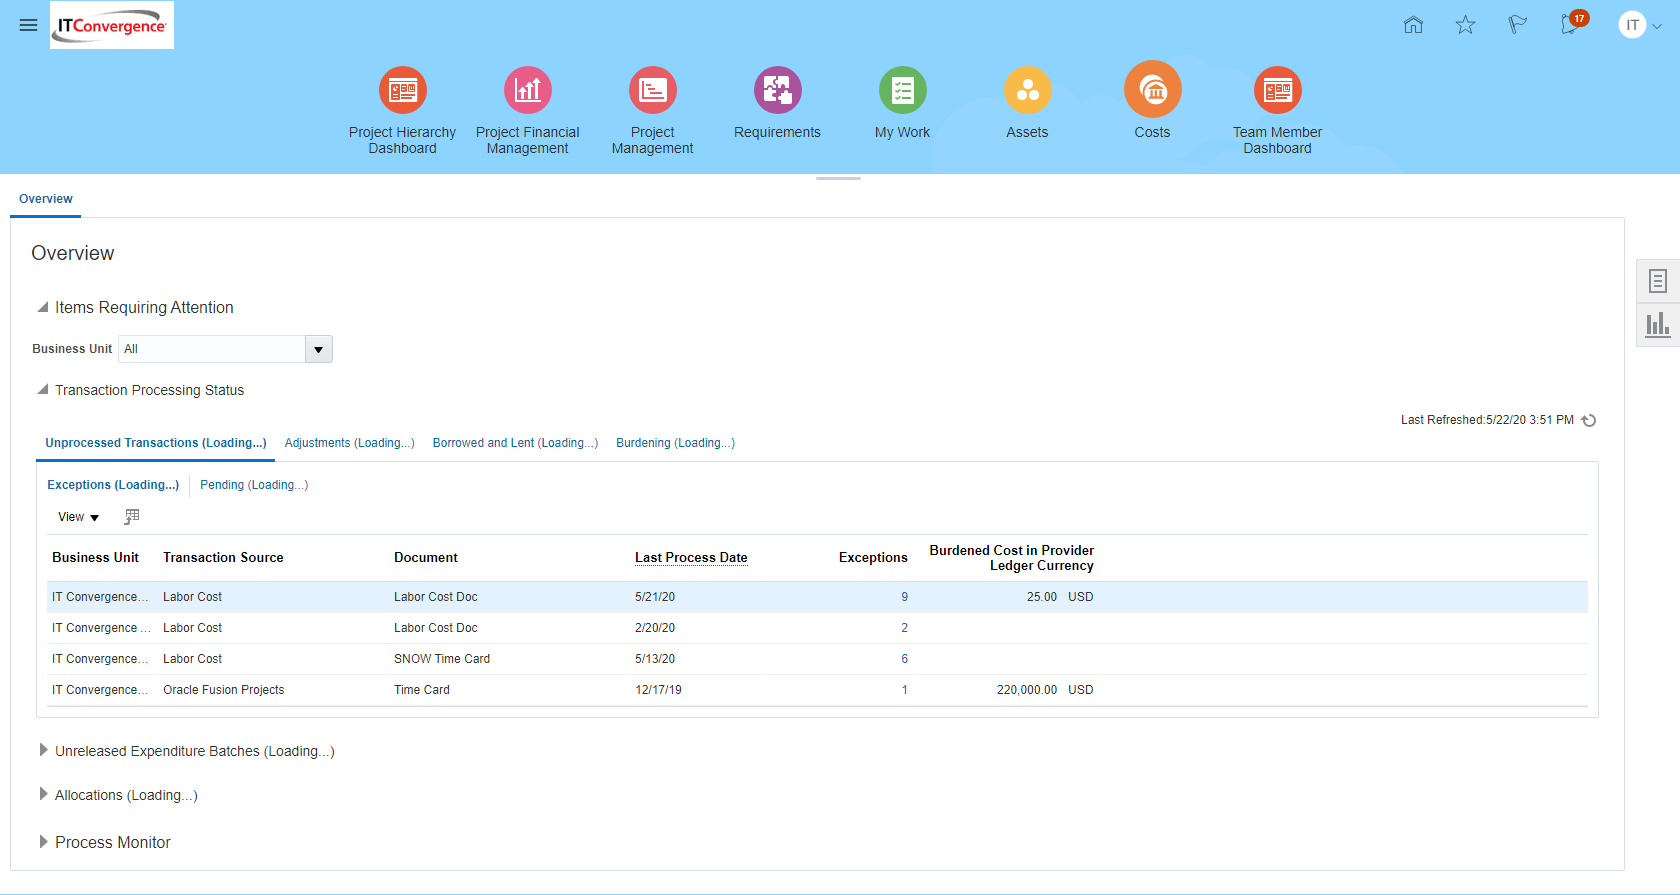 ITConvergence
17
IT
Project Hierarchy Dashboard
Project Financial Management
Project Management
Requirements
My Work
Assets
Costs
Team Member Dashboard
Overview
Overview
Items Requiring Attention
Business Unit All
Transaction Processing Status
Last Refreshed:5/22/20 3:51 PM
Unprocessed Transactions (Loading...) Adjustments (Loading...) Borrowed and Lent (Loading...) Burdening (Loading...)
Exceptions (Loading...) Pending (Loading...)
View
Business Unit Transaction Source Document Last Process Date Exceptions Burdened Cost in Provider Ledger Currency
IT Convergence... Labor Cost Labor Cost Doc 5/21/20 9 25.00 USD
IT Convergence ... Labor Cost Labor Cost Doc 2/20/20 2
IT Convergence... Labor Cost SNOW Time Card 5/13/20 6
IT Convergence... Oracle Fusion Projects Time Card 12/17/19 1 220,000.00 USD
Unreleased Expenditure Batches (Loading...)
Allocations (Loading...)
Process Monitor